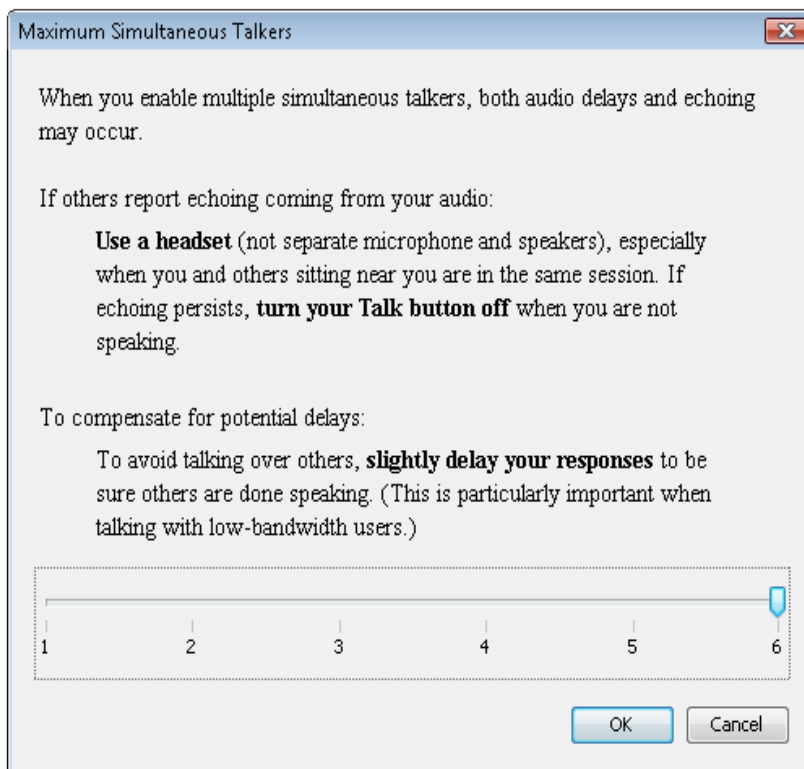 Maximum Simultaneous Talkers
When you enable multiple simultaneous talkers, both audio delays and echoing
may occur.
If others report echoing coming from your audio:
Use a headset (not separate microphone and speakers), especially
when you and others sitting near you are in the same session. If
echoing persists, turn your Talk button off when you are not
speaking.
To compensate for potential delays:
To avoid talking over others, slightly delay your responses to be
sure others are done speaking. (This is particularly important when
talking with low-bandwidth users.)
1 2 3 4 5 6
OK Cancel